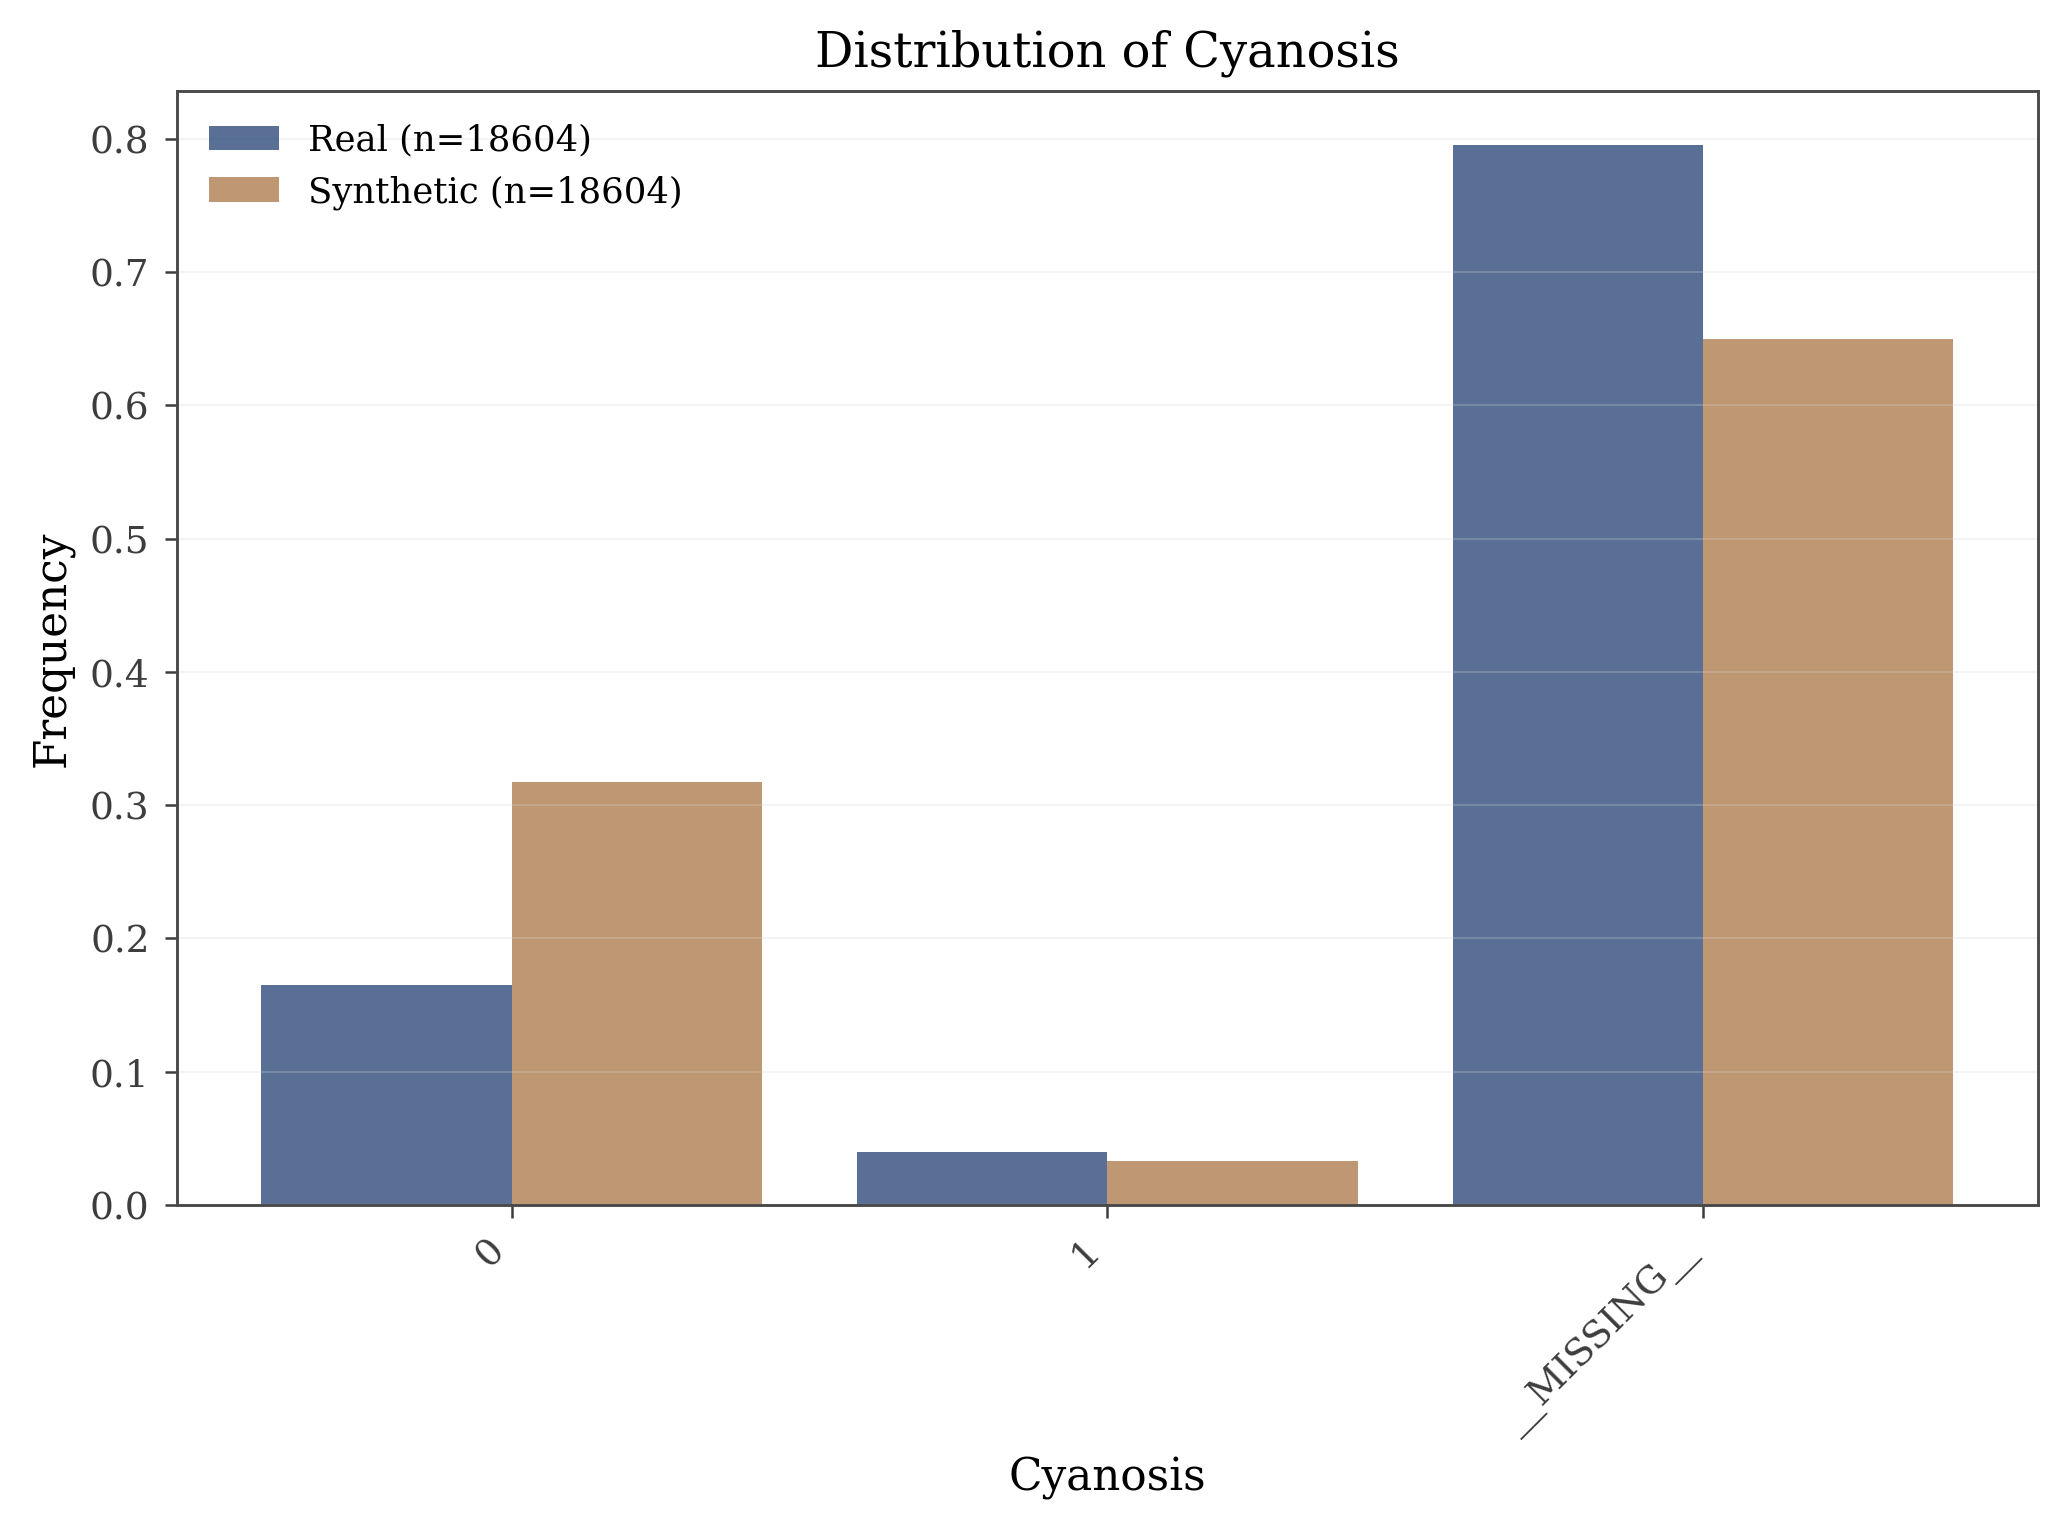 Distribution of Cyanosis
Real (n=18604)
Synthetic (n=18604)
Frequency
0.8
0.7
0.6
0.5
0.4
0.3
0.2
0.1
0.0
0
1
__MISSING__
Cyanosis